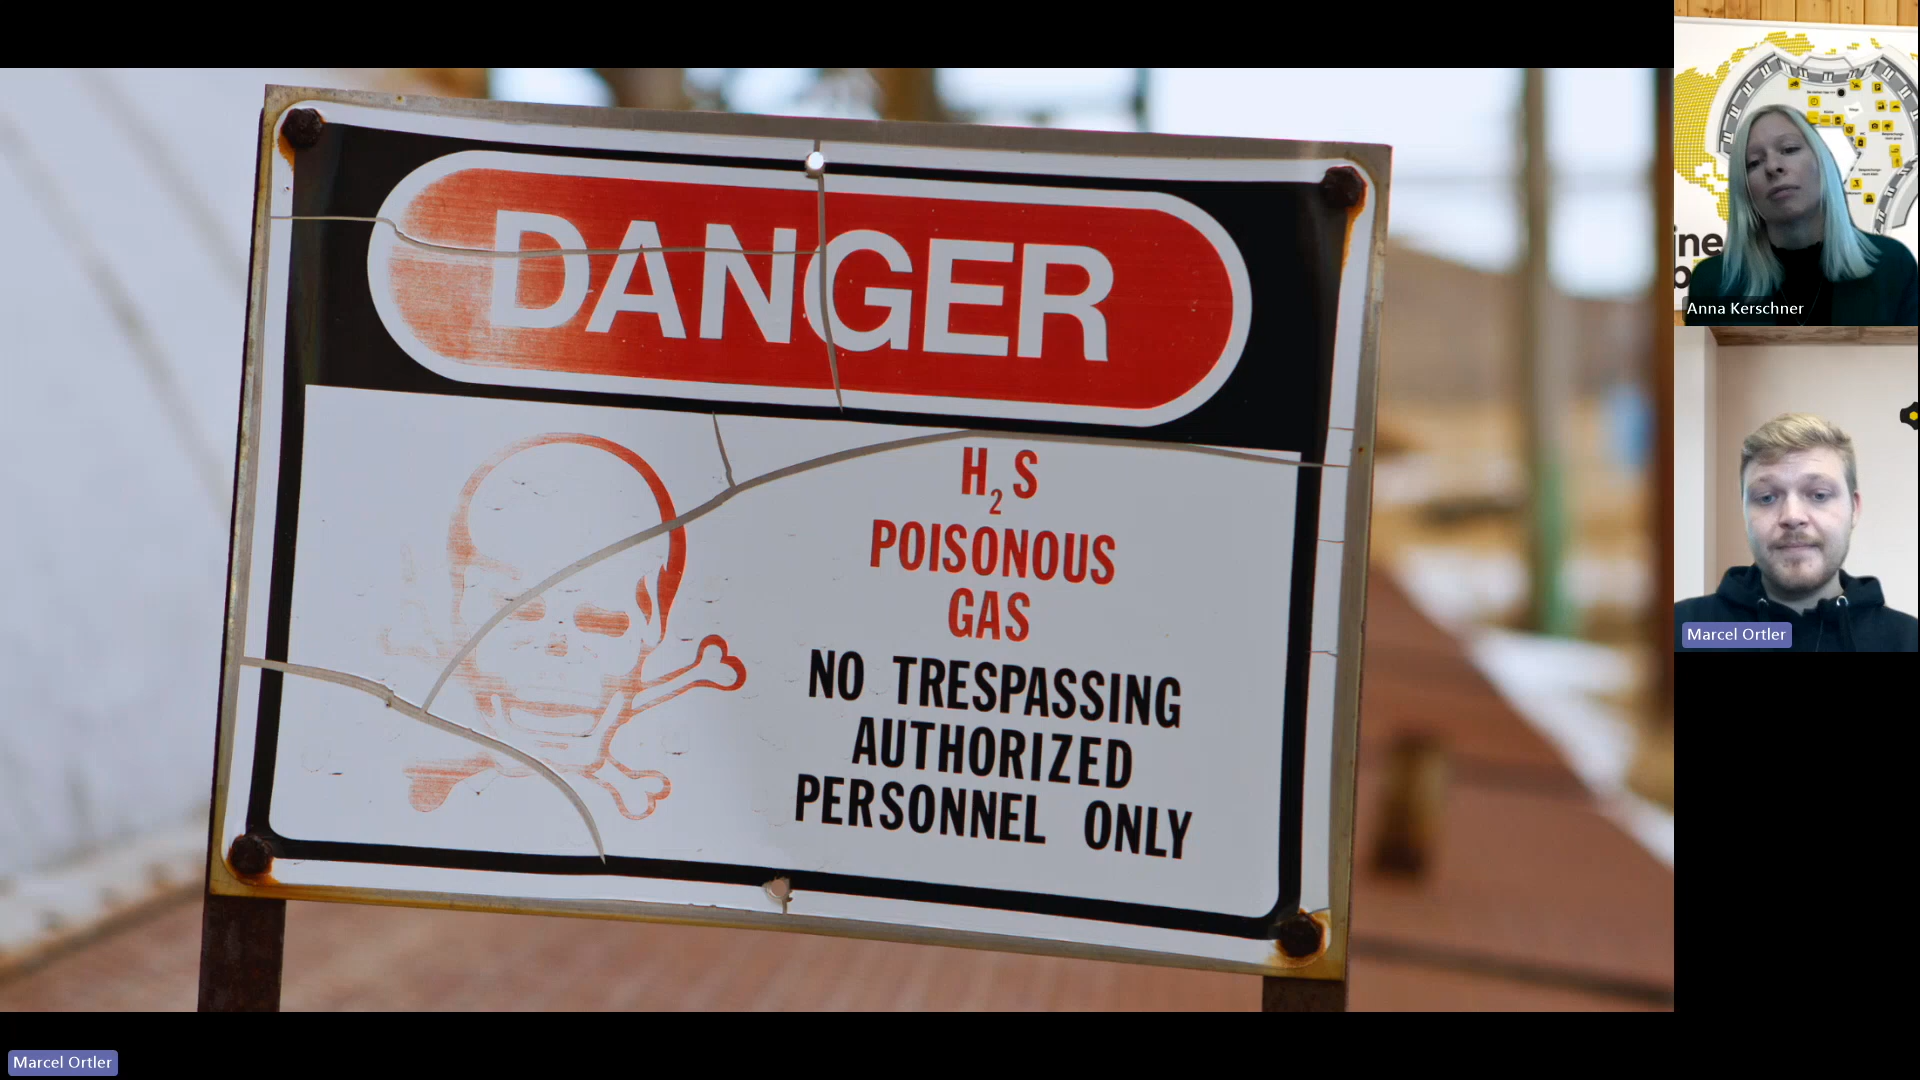 DANGER
H₂S
POISONOUS
GAS
NO TRESPASSING
AUTHORIZED
PERSONNEL ONLY
Anna Kerschner
Marcel Ortler
Marcel Ortler